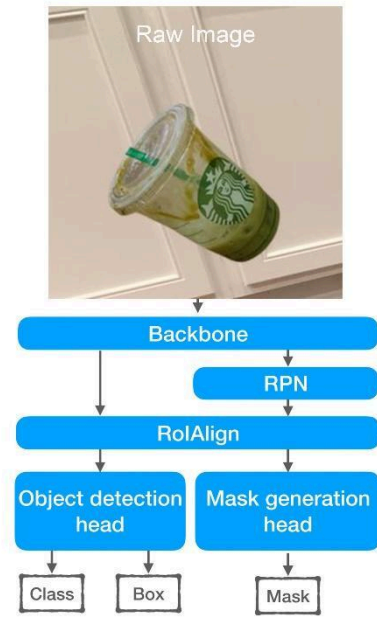 Raw Image
Backbone
RPN
RoIAlign
Object detection
head
Mask generation
head
Class
Box
Mask